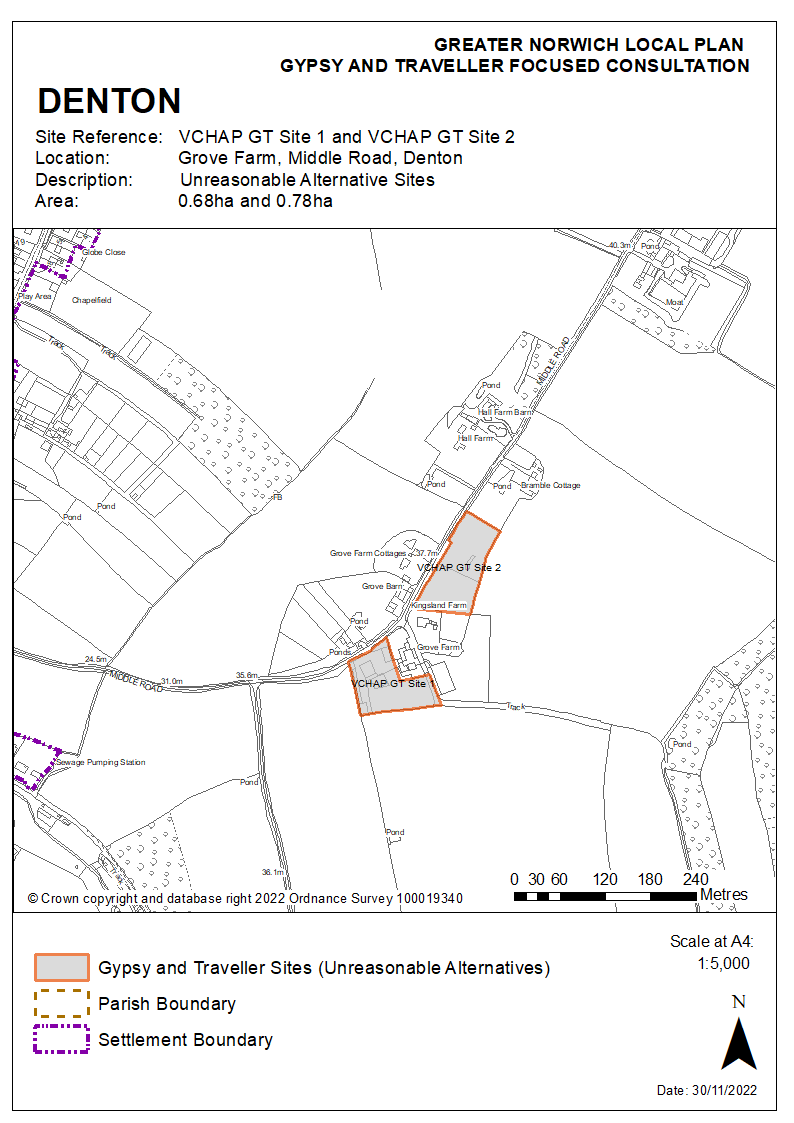 GREATER NORWICH LOCAL PLAN
GYPSY AND TRAVELLER FOCUSED CONSULTATION
DENTON
Site Reference: VCHAP GT Site 1 and VCHAP GT Site 2
Location: Grove Farm, Middle Road, Denton
Description: Unreasonable Alternative Sites
Area: 0.68ha and 0.78ha
Globe Close
40.3m
Pond
Play Area
Chapelfield
Moat
Track
Track
MIDDLE ROAD
Pond
Hall Farm Barn
Hall Farm
Pond
Pond
Bramble Cottage
FB
Pond
Pond
Grove Farm Cottages
37.7m
VCHAP GT Site 2
Grove Barn
Kingsland Farm
Pond
Ponds
Grove Farm
24.5m
MIDDLE ROAD
31.0m
35.6m
VCHAP GT Site 1
Track
Pond
Sewage Pumping Station
Pond
Pond
Track
36.1m
0 30 60 120 180 240
Metres
© Crown copyright and database right 2022 Ordnance Survey 100019340
Scale at A4:
1:5,000
Gypsy and Traveller Sites (Unreasonable Alternatives)
Parish Boundary
Settlement Boundary
N
Date: 30/11/2022